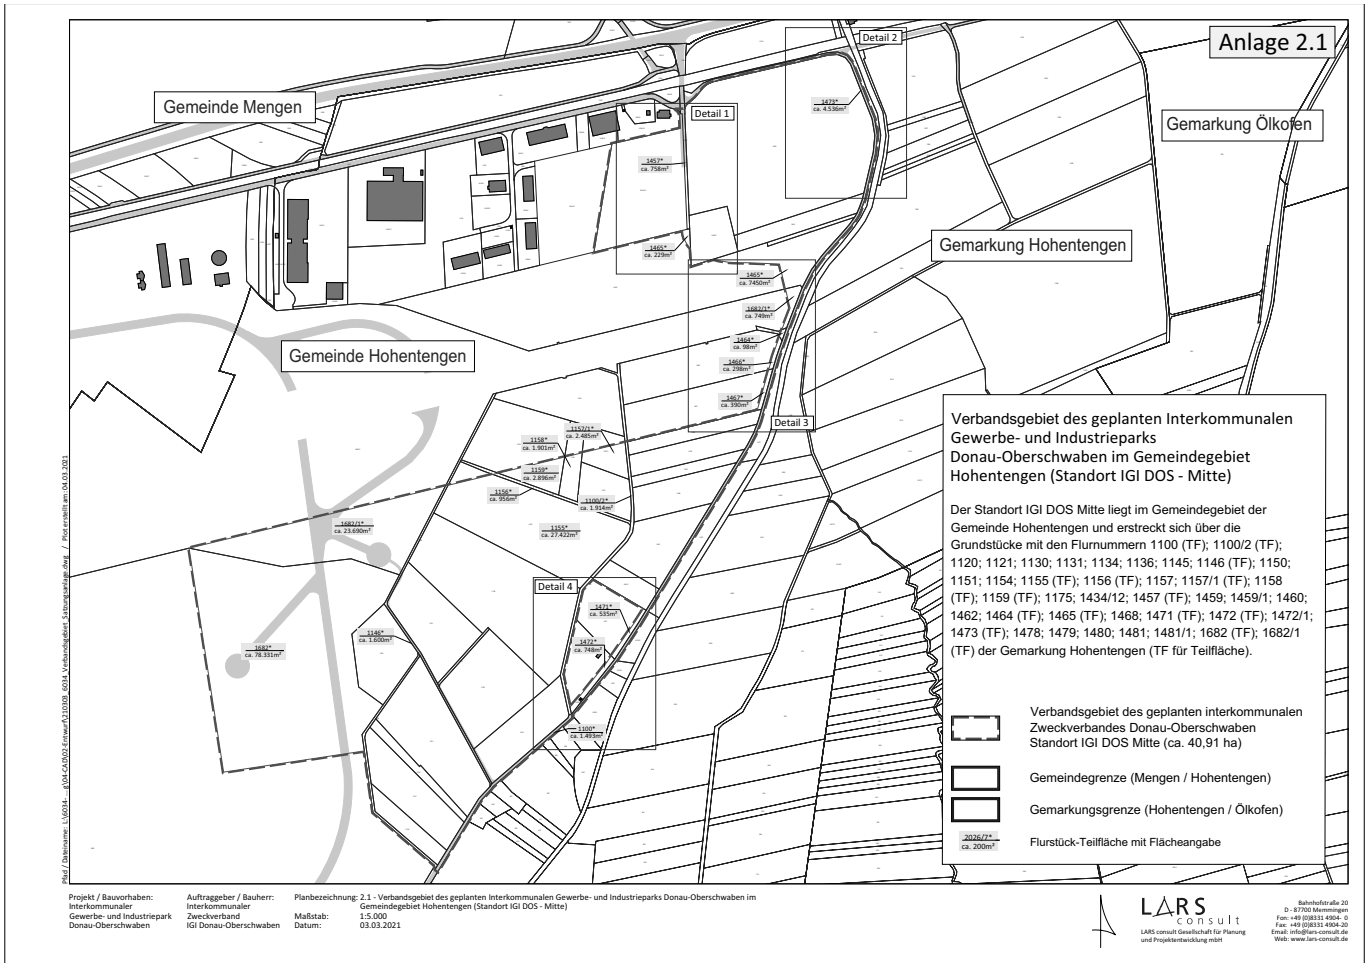 Anlage 2.1
Detail 2
Gemeinde Mengen
Detail 1
1473*
ca. 4.536m²
Gemarkung Ölkofen
1457*
ca. 758m²
1465*
ca. 229m²
Gemarkung Hohentengen
1465*
ca. 7450m²
1682/1*
ca. 749m²
1464*
ca. 98m²
Gemeinde Hohentengen
1466*
ca. 298m²
1467*
ca. 390m²
Detail 3
1157/1*
ca. 2.485m²
1158*
ca. 1.901m²
1159*
ca. 2.896m²
1156*
ca. 956m²
1100/2*
ca. 1.914m²
1682/1*
ca. 23.690m²
1155*
ca. 27.422m²
Detail 4
1471*
ca. 535m²
1146*
ca. 1.600m²
1472*
ca. 748m²
1682*
ca. 78.331m²
1100*
ca. 1.493m²
Verbandsgebiet des geplanten Interkommunalen
Gewerbe- und Industrieparks
Donau-Oberschwaben im Gemeindegebiet
Hohentengen (Standort IGI DOS - Mitte)
Der Standort IGI DOS Mitte liegt im Gemeindegebiet der
Gemeinde Hohentengen und erstreckt sich über die
Grundstücke mit den Flurnummern 1100 (TF); 1100/2 (TF);
1120; 1121; 1130; 1131; 1134; 1136; 1145; 1146 (TF); 1150;
1151; 1154; 1155 (TF); 1156 (TF); 1157; 1157/1 (TF); 1158
(TF); 1159 (TF); 1175; 1434/12; 1457 (TF); 1459; 1459/1; 1460;
1462; 1464 (TF); 1465 (TF); 1468; 1471 (TF); 1472 (TF); 1472/1;
1473 (TF); 1478; 1479; 1480; 1481; 1481/1; 1682 (TF); 1682/1
(TF) der Gemarkung Hohentengen (TF für Teilfläche).
Verbandsgebiet des geplanten interkommunalen
Zweckverbandes Donau-Oberschwaben
Standort IGI DOS Mitte (ca. 40,91 ha)
Gemeindegrenze (Mengen / Hohentengen)
Gemarkungsgrenze (Hohentengen / Ölkofen)
2026/7*
ca. 200m²
Flurstück-Teilfläche mit Flächeangabe
Projekt / Bauvorhaben:
Interkommunaler
Gewerbe- und Industriepark
Donau-Oberschwaben
Auftraggeber / Bauherr:
Interkommunaler
Zweckverband
IGI Donau-Oberschwaben
Planbezeichnung: 2.1 - Verbandsgebiet des geplanten Interkommunalen Gewerbe- und Industrieparks Donau-Oberschwaben im
Gemeindegebiet Hohentengen (Standort IGI DOS - Mitte)
Maßstab: 1:5.000
Datum: 03.03.2021
LARS
consult
LARS consult Gesellschaft für Planung
und Projektentwicklung mbH
Bahnhofstraße 20
D - 87700 Memmingen
Fon: +49 (0)8331 4904- 0
Fax: +49 (0)8331 4904-20
Email: info@lars-consult.de
Web: www.lars-consult.de